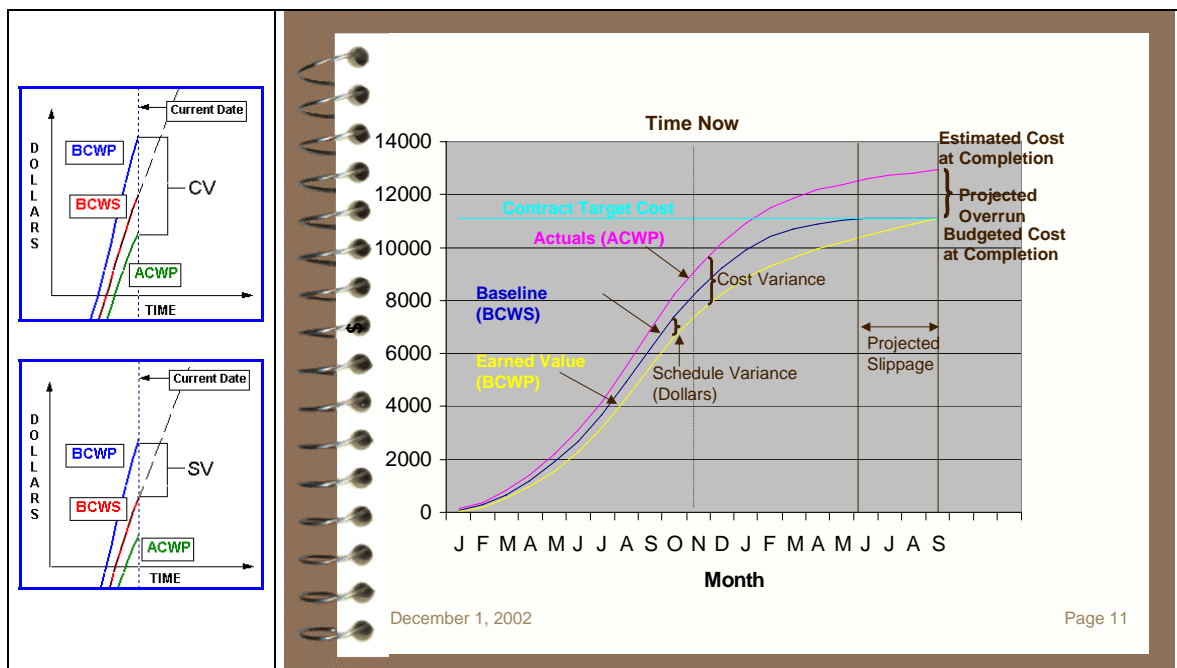 Current Date
DOLLARS
BCWP
BCWS
CV
ACWP
TIME
Current Date
DOLLARS
BCWP
BCWS
SV
ACWP
TIME
Time Now
14000
12000
10000
8000
6000
4000
2000
0
$
Estimated Cost
at Completion
Projected
Overrun
Budgeted Cost
at Completion
Contract Target Cost
Actuals (ACWP)
Cost Variance
Baseline
(BCWS)
Projected
Slippage
Earned Value
(BCWP)
Schedule Variance
(Dollars)
J F M A M J J A S O N D J F M A M J J A S
Month
December 1, 2002
Page 11